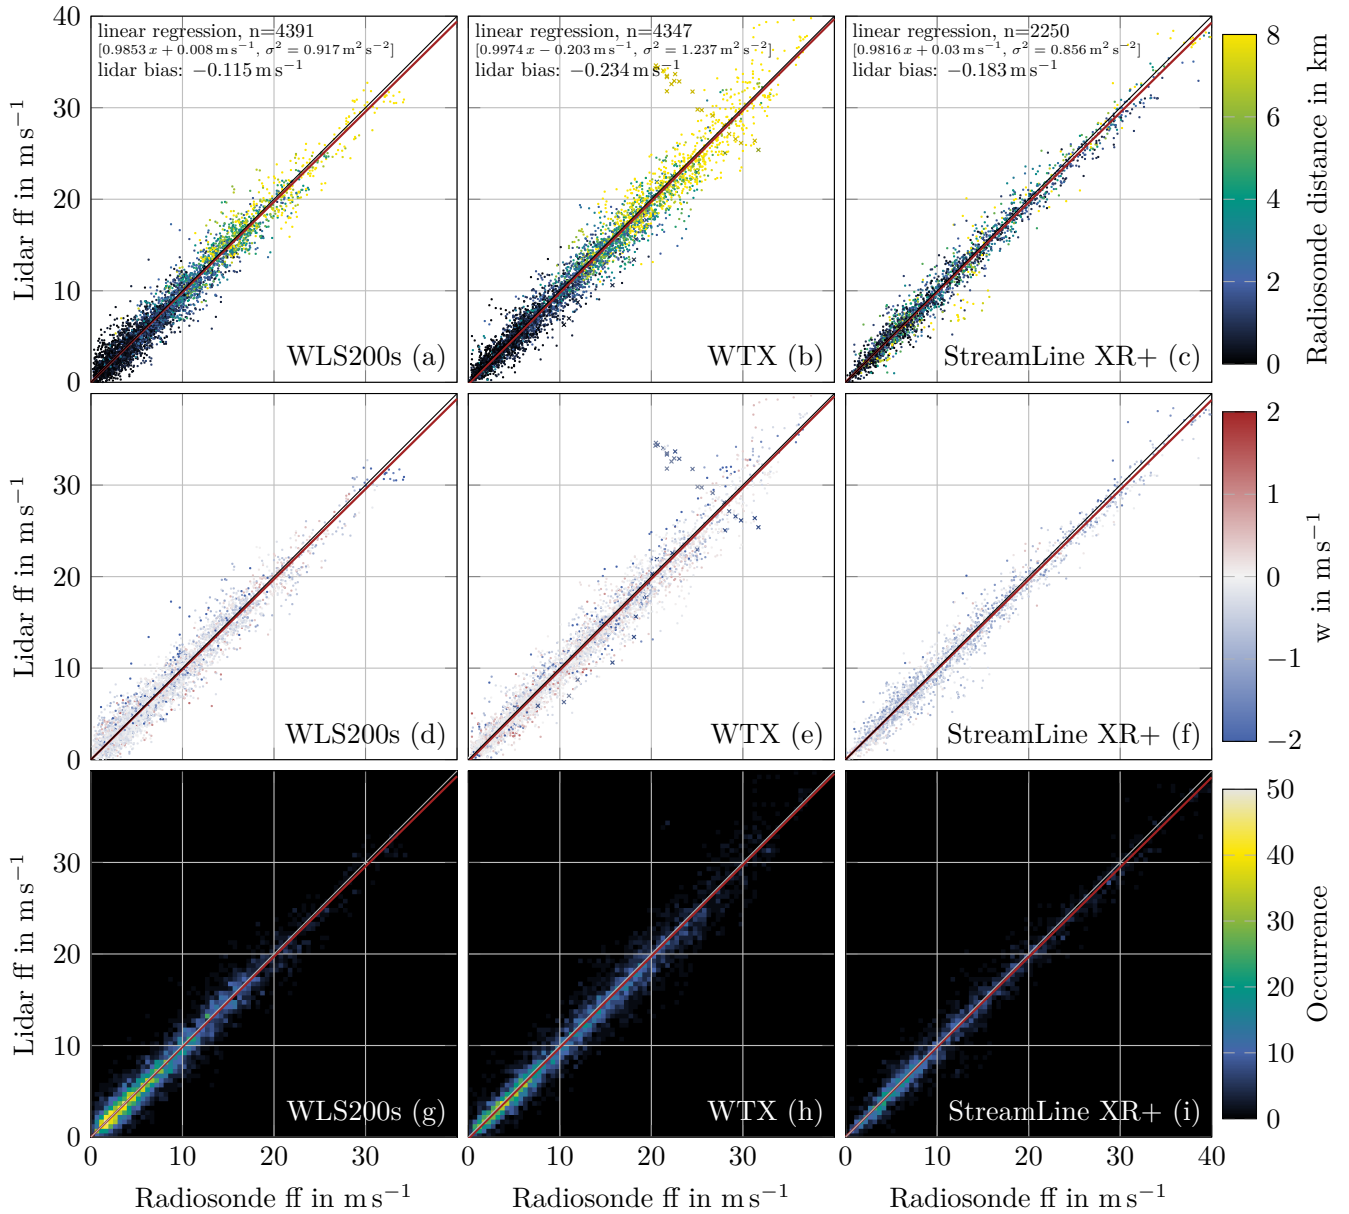 linear regression, n=4391
[0.9853 x + 0.008 m s⁻¹, σ² = 0.917 m² s⁻²]
lidar bias: −0.115 m s⁻¹
linear regression, n=4347
[0.9974 x − 0.203 m s⁻¹, σ² = 1.237 m² s⁻²]
lidar bias: −0.234 m s⁻¹
linear regression, n=2250
[0.9816 x + 0.03 m s⁻¹, σ² = 0.856 m² s⁻²]
lidar bias: −0.183 m s⁻¹
40
30
20
10
0
Lidar ff in m s⁻¹
WLS200s (a)
WTX (b)
StreamLine XR+ (c)
8
6
4
2
0
Radiosonde distance in km
30
20
10
0
Lidar ff in m s⁻¹
WLS200s (d)
WTX (e)
StreamLine XR+ (f)
2
1
0
−1
−2
w in m s⁻¹
30
20
10
0
Lidar ff in m s⁻¹
WLS200s (g)
WTX (h)
StreamLine XR+ (i)
50
40
30
20
10
0
Occurrence
0 10 20 30
0 10 20 30
0 10 20 30 40
Radiosonde ff in m s⁻¹
Radiosonde ff in m s⁻¹
Radiosonde ff in m s⁻¹